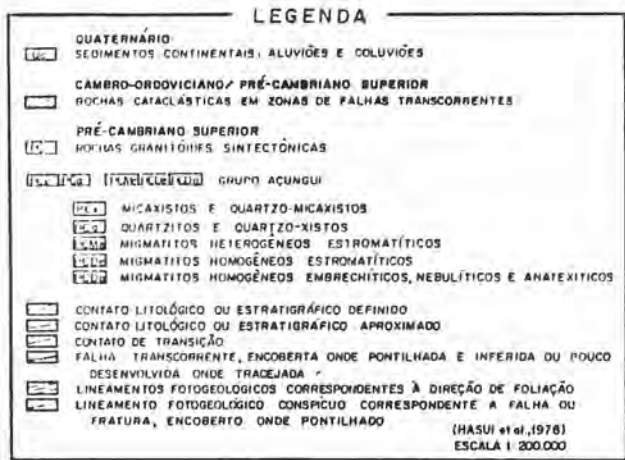 LEGENDA
QUATERNÁRIO
SEDIMENTOS CONTINENTAIS, ALUVIÕES E COLUVIÕES
CAMBRO-ORDOVICIANO/ PRÉ-CAMBRIANO SUPERIOR
ROCHAS CATACLÁSTICAS EM ZONAS DE FALHAS TRANSCORRENTES
PRÉ-CAMBRIANO SUPERIOR
ROCHAS GRANITÓIDES SINTECTÔNICAS
GRUPO AÇUNGUI
MICAXISTOS E QUARTZO-MICAXISTOS
QUARTZITOS E QUARTZO-XISTOS
MIGMATITOS HETEROGÊNEOS ESTROMATÍTICOS
MIGMATITOS HOMOGÊNEOS ESTROMATÍTICOS
MIGMATITOS HOMOGÊNEOS EMBRECHÍTICOS, NEBULÍTICOS E ANATEXITICOS
CONTATO LITOLÓGICO OU ESTRATIGRÁFICO DEFINIDO
CONTATO LITOLÓGICO OU ESTRATIGRÁFICO APROXIMADO
CONTATO DE TRANSIÇÃO
FALHA TRANSCORRENTE, ENCOBERTA ONDE PONTILHADA E INFERIDA OU POUCO
DESENVOLVIDA ONDE TRACEJADA
LINEAMENTOS FOTOGEOLÓGICOS CORRESPONDENTES À DIREÇÃO DE FOLIAÇÃO
LINEAMENTO FOTOGEOLÓGICO CONSPÍCUO CORRESPONDENTE A FALHA OU
FRATURA, ENCOBERTO ONDE PONTILHADO
(HASUI et al.,1978)
ESCALA 1: 200.000